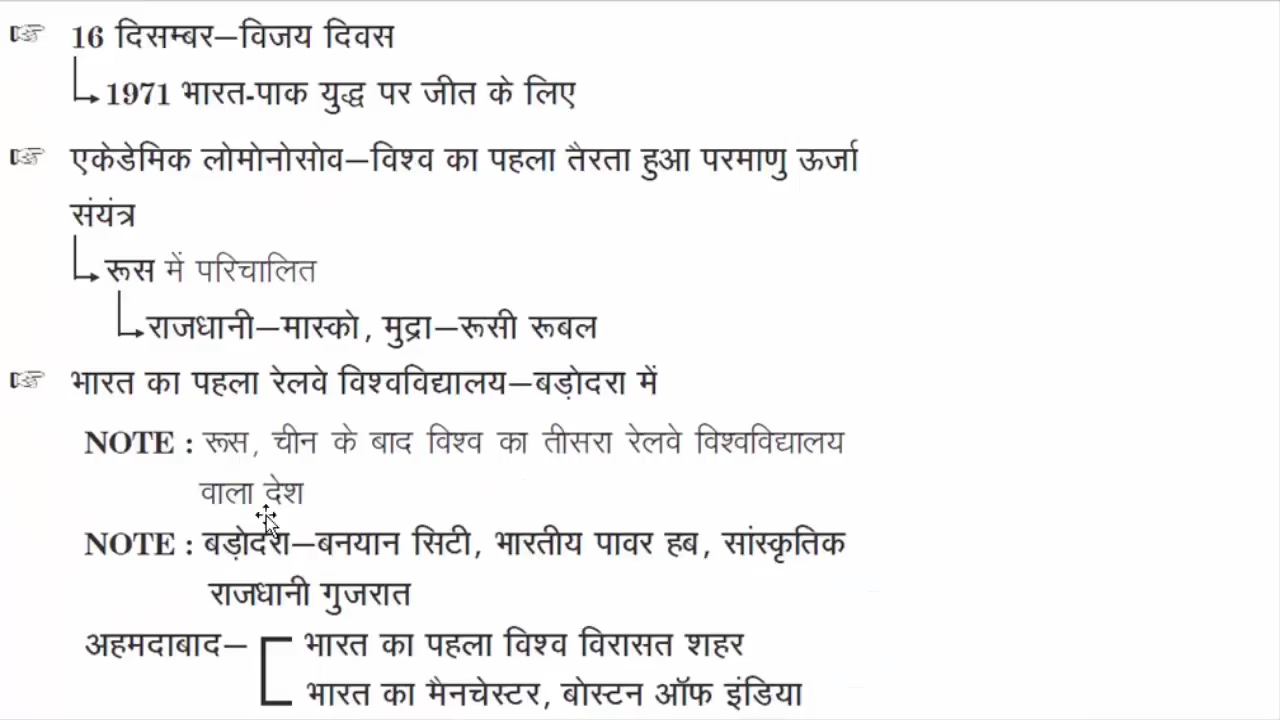 ☞ 16 दिसम्बर–विजय दिवस
1971 भारत-पाक युद्ध पर जीत के लिए
☞ एकेडेमिक लोमोनोसोव–विश्व का पहला तैरता हुआ परमाणु ऊर्जा
संयंत्र
रूस में परिचालित
राजधानी–मास्को, मुद्रा–रूसी रूबल
☞ भारत का पहला रेलवे विश्वविद्यालय–बड़ोदरा में
NOTE : रूस, चीन के बाद विश्व का तीसरा रेलवे विश्वविद्यालय
वाला देश
NOTE : बड़ोदरा–बनयान सिटी, भारतीय पावर हब, सांस्कृतिक
राजधानी गुजरात
अहमदाबाद– भारत का पहला विश्व विरासत शहर
भारत का मैनचेस्टर, बोस्टन ऑफ इंडिया